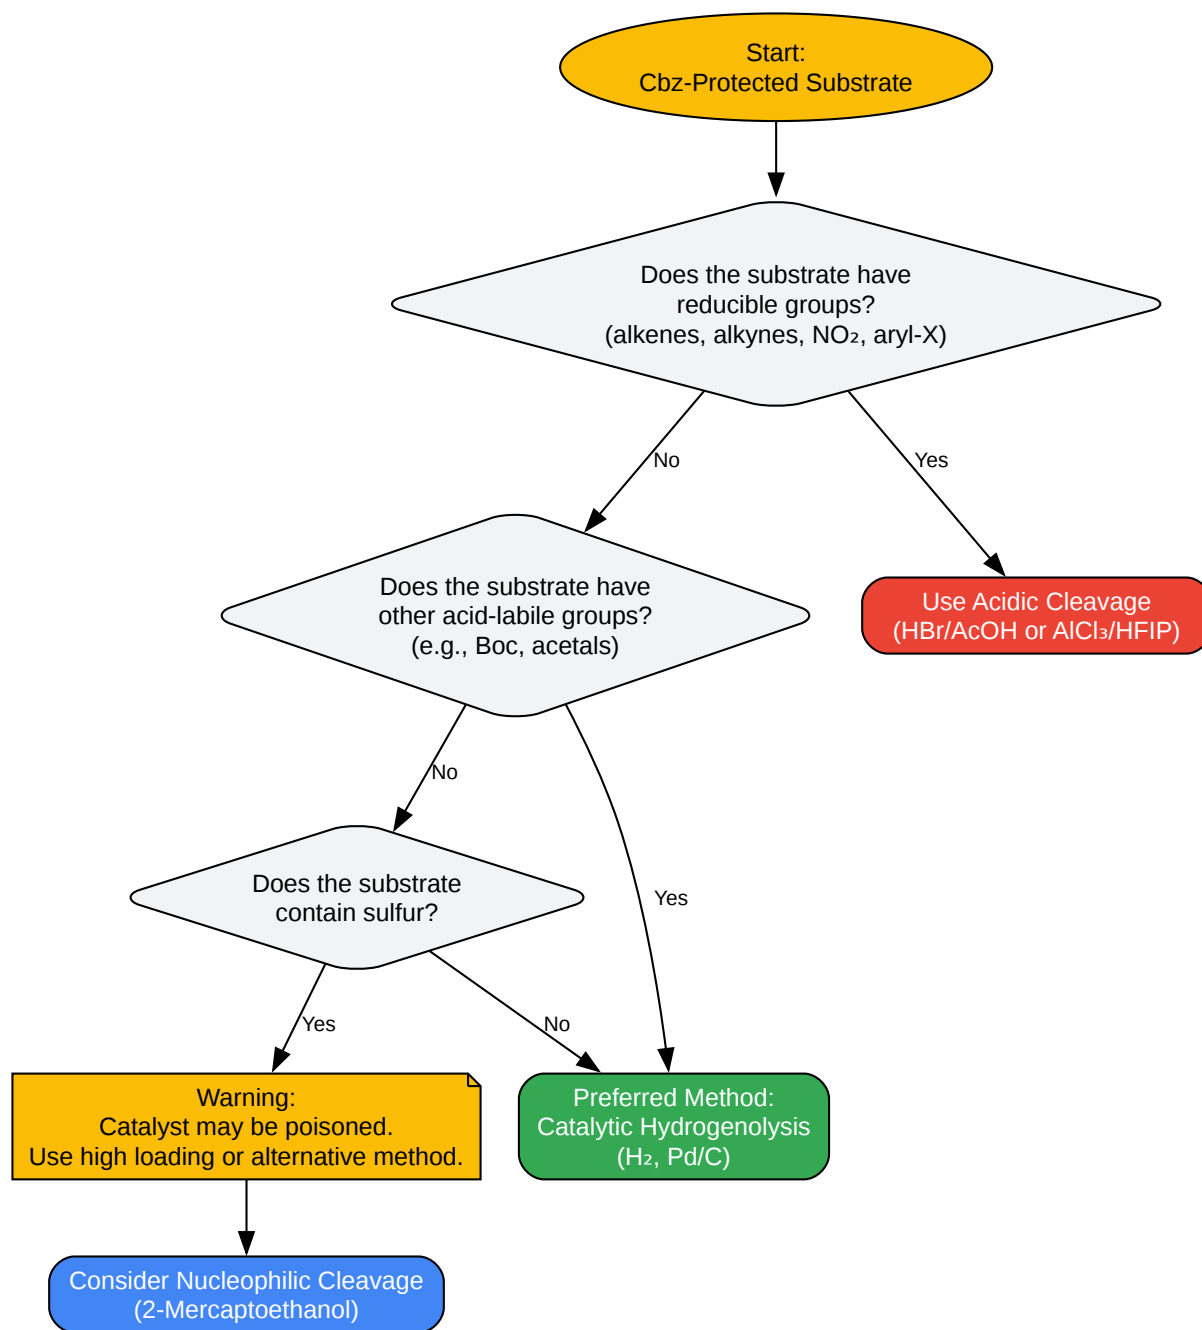 Start:
Cbz-Protected Substrate
Does the substrate have
reducible groups?
(alkenes, alkynes, NO₂, aryl-X)
No
Yes
Does the substrate have
other acid-labile groups?
(e.g., Boc, acetals)
Use Acidic Cleavage
(HBr/AcOH or AlCl₃/HFIP)
No
Yes
Does the substrate
contain sulfur?
Yes
No
Warning:
Catalyst may be poisoned.
Use high loading or alternative method.
Preferred Method:
Catalytic Hydrogenolysis
(H₂, Pd/C)
Consider Nucleophilic Cleavage
(2-Mercaptoethanol)